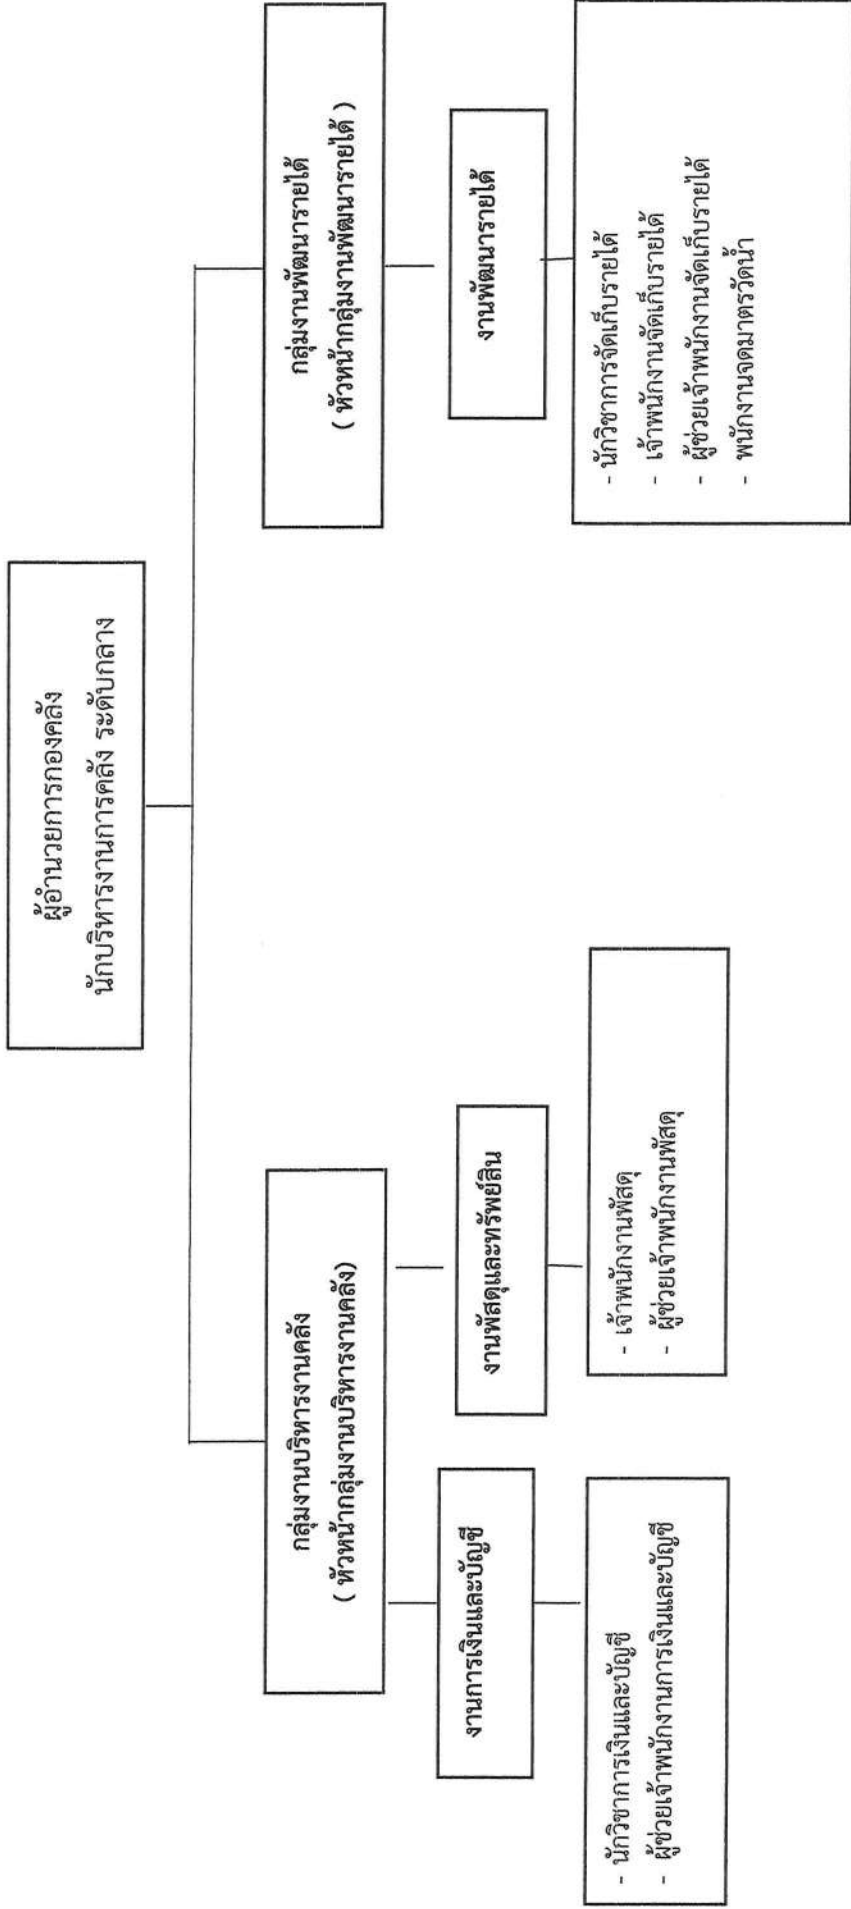 ผู้อำนวยการกองคลัง
นักบริหารงานการคลัง ระดับกลาง
กลุ่มงานบริหารงานคลัง
( หัวหน้ากลุ่มงานบริหารงานคลัง)
กลุ่มงานพัฒนารายได้
( หัวหน้ากลุ่มงานพัฒนารายได้ )
งานการเงินและบัญชี
งานพัสดุและทรัพย์สิน
งานพัฒนารายได้
- นักวิชาการเงินและบัญชี
- ผู้ช่วยเจ้าพนักงานการเงินและบัญชี
- เจ้าพนักงานพัสดุ
- ผู้ช่วยเจ้าพนักงานพัสดุ
- นักวิชาการจัดเก็บรายได้
- เจ้าพนักงานจัดเก็บรายได้
- ผู้ช่วยเจ้าพนักงานจัดเก็บรายได้
- พนักงานจดมาตรวัดน้ำ